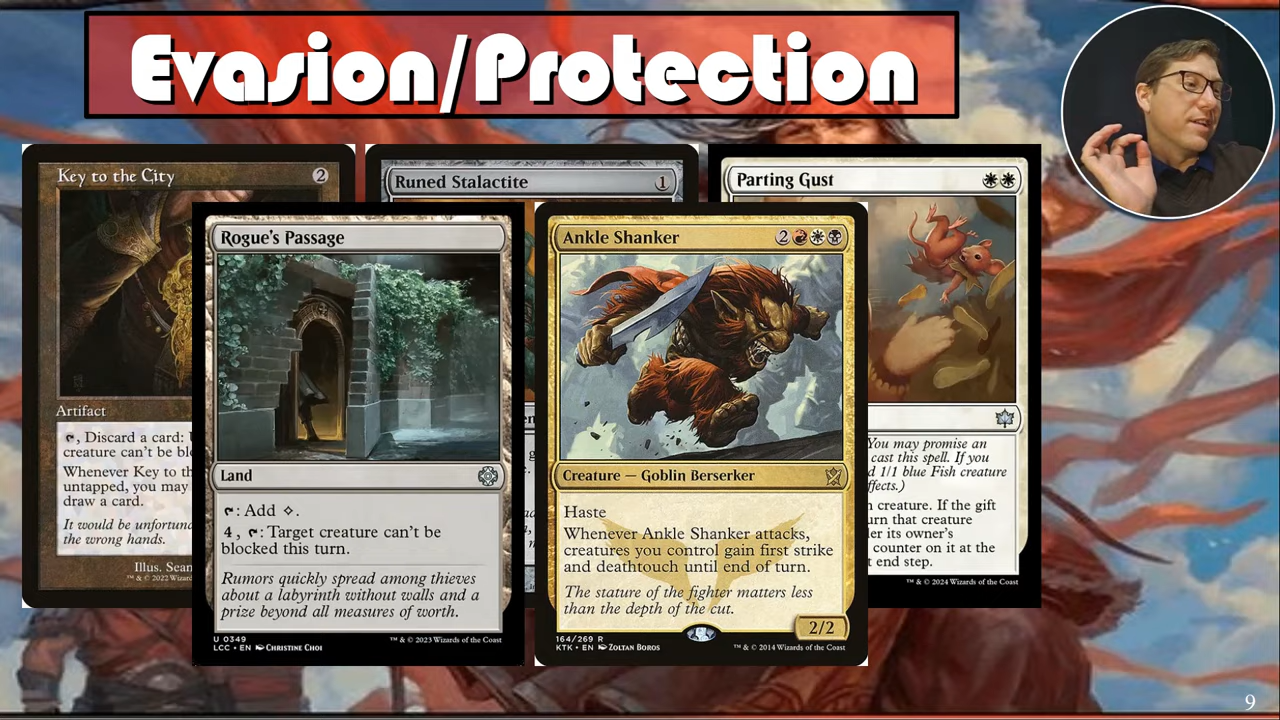 Evasion/Protection
Key to the City 2
Artifact
, Discard a card:
creature can't be
Whenever Key to
untapped, you may
draw a card.
It would be
the wrong hands.
Illus.
™ & © 2022
Runed Stalactite 1
Parting Gust
You may promise an
cast this spell. If you
1/1 blue Fish creature
creature. If the gift
that creature
its owner's
counter on it at the
end step.
™ & © 2024 Wizards of the Coast
Rogue's Passage
Land
: Add .
4, : Target creature can't be
blocked this turn.
Rumors quickly spread among thieves
about a labyrinth without walls and a
prize beyond all measures of worth.
U 0349
LCC • EN Christine Choi
™ & © 2023 Wizards of the Coast
Ankle Shanker 2
Creature — Goblin Berserker
Haste
Whenever Ankle Shanker attacks,
creatures you control gain first strike
and deathtouch until end of turn.
The stature of the fighter matters less
than the depth of the cut.
2/2
164/269 R
KTK • EN Zoltan Boros
™ & © 2014 Wizards of the Coast
9